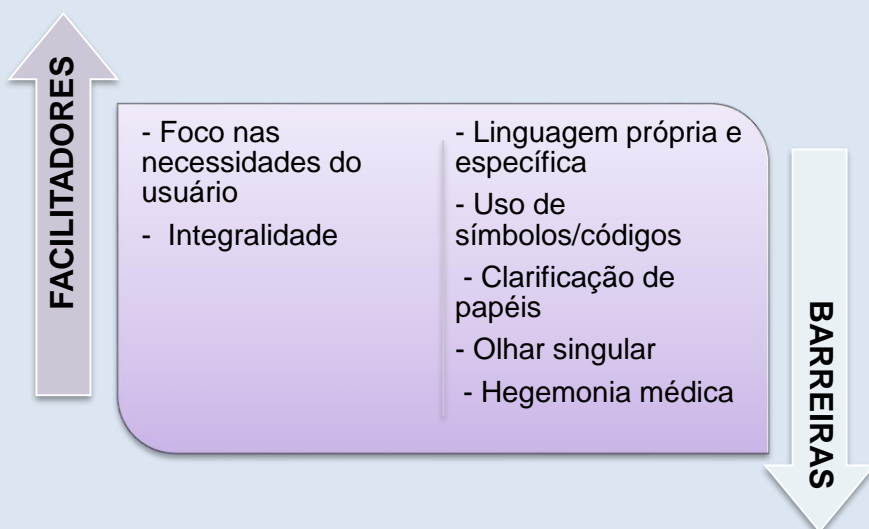 FACILITADORES
- Foco nas
necessidades do
usuário
- Integralidade
- Linguagem própria e
específica
- Uso de
símbolos/códigos
- Clarificação de
papéis
- Olhar singular
- Hegemonia médica
BARREIRAS